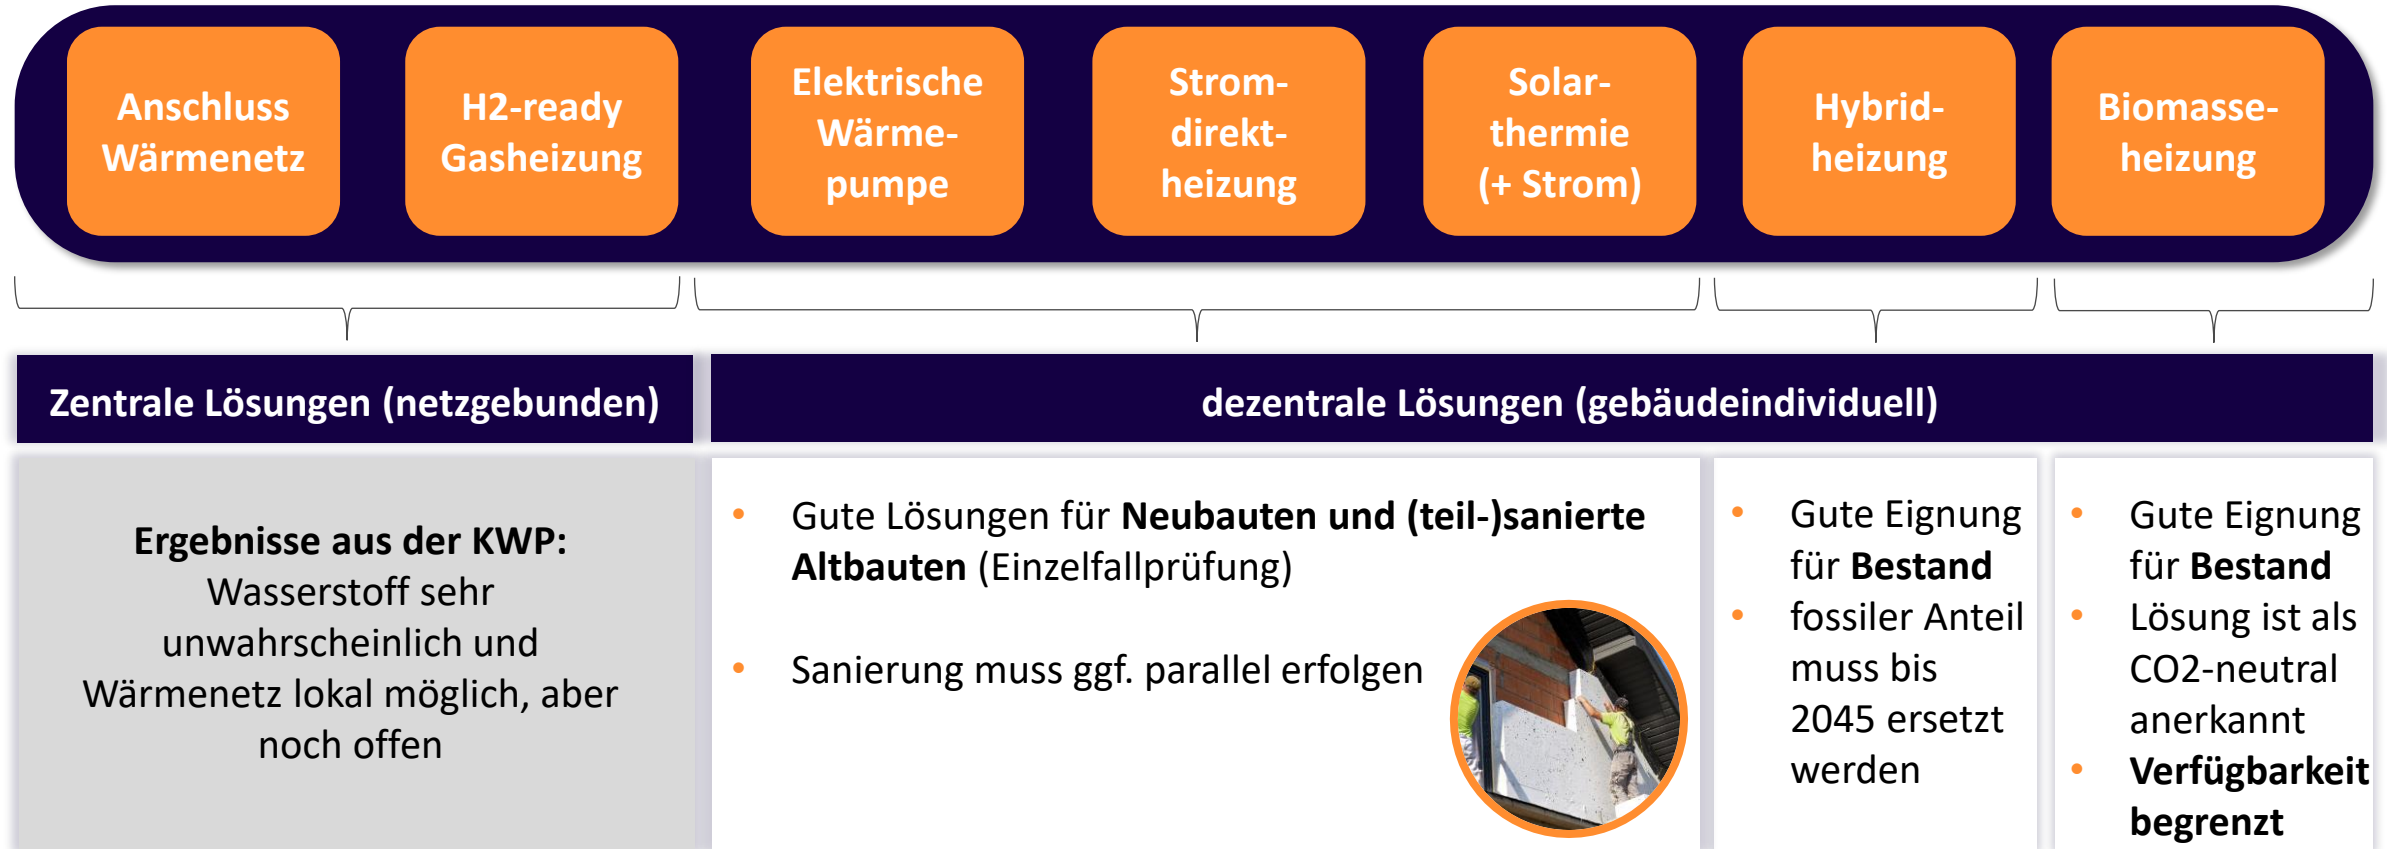 Anschluss
Wärmenetz
H2-ready
Gasheizung
Elektrische
Wärme-
pumpe
Strom-
direkt-
heizung
Solar-
thermie
(+ Strom)
Hybrid-
heizung
Biomasse-
heizung
Zentrale Lösungen (netzgebunden)
dezentrale Lösungen (gebäudeindividuell)
Ergebnisse aus der KWP:
Wasserstoff sehr
unwahrscheinlich und
Wärmenetz lokal möglich, aber
noch offen
• Gute Lösungen für Neubauten und (teil-)sanierte
Altbauten (Einzelfallprüfung)
• Sanierung muss ggf. parallel erfolgen
• Gute Eignung
für Bestand
• fossiler Anteil
muss bis
2045 ersetzt
werden
• Gute Eignung
für Bestand
• Lösung ist als
CO2-neutral
anerkannt
• Verfügbarkeit
begrenzt